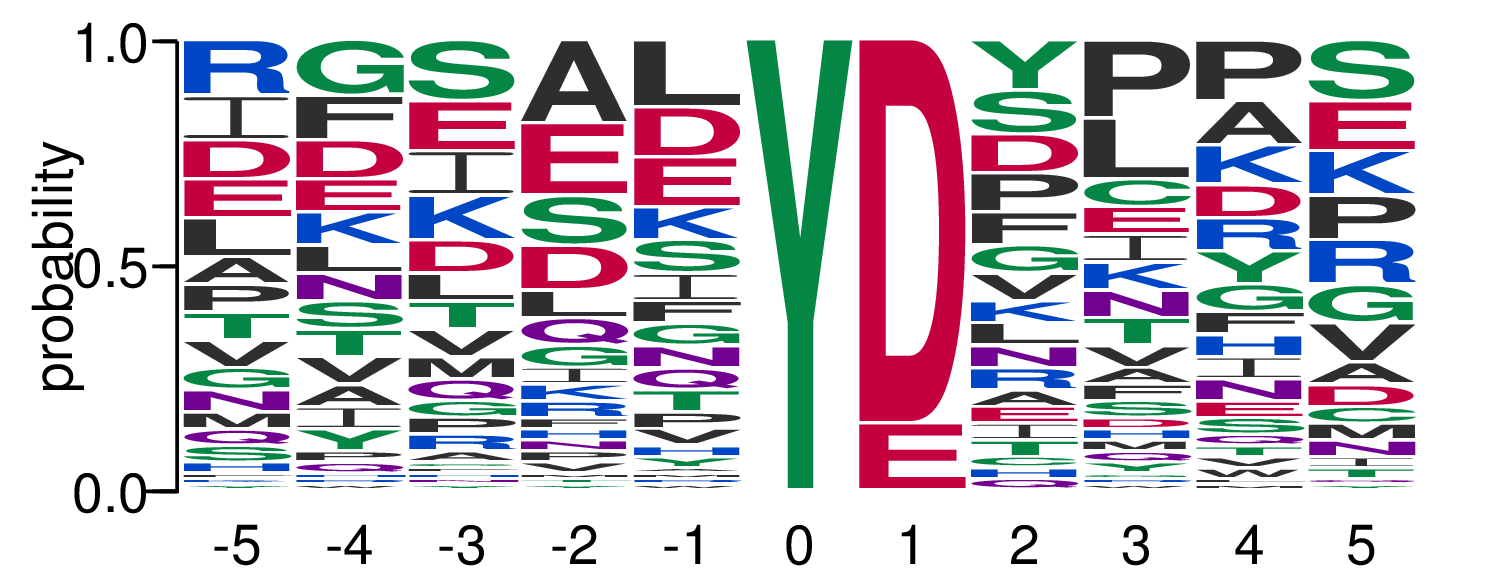 probability
1.0
0.5
0.0
R G S A L Y D Y P P S
I F E E D E S L A E
D D I S E D C K K
E E K D K P E D P
L K D L S F I R R
A L L Q I G K Y G
P N T G F V N G V
T S V I G K T F A
V T M K N L V H D
G V Q R Q N A I C
N A G H T R F N M
M I P N P A S E N
Q Y R P V E D S I
S P A V H I H Q T
H Q Y T M T
-5 -4 -3 -2 -1 0 1 2 3 4 5